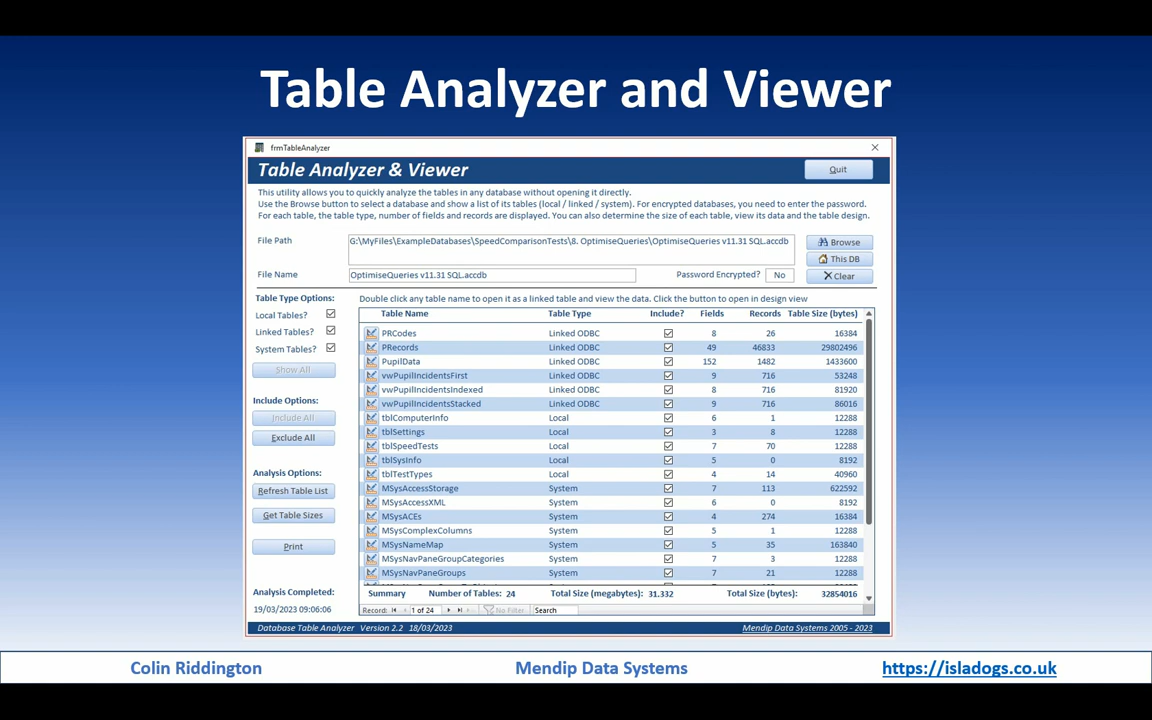 Table Analyzer and Viewer
frmTableAnalyzer
Table Analyzer & Viewer
Quit
This utility allows you to quickly analyze the tables in any database without opening it directly.
Use the Browse button to select a database and show a list of its tables (local / linked / system). For encrypted databases, you need to enter the password.
For each table, the table type, number of fields and records are displayed. You can also determine the size of each table, view its data and the table design.
File Path G:\MyFiles\ExampleDatabases\SpeedComparisonTests\8. OptimiseQueries\OptimiseQueries v11.31 SQL.accdb Browse
This DB
File Name OptimiseQueries v11.31 SQL.accdb Password Encrypted? No Clear
Table Type Options:
Local Tables?
Linked Tables?
System Tables?
Show All
Include Options:
Include All
Exclude All
Analysis Options:
Refresh Table List
Get Table Sizes
Print
Analysis Completed:
19/03/2023 09:06:06
Double click any table name to open it as a linked table and view the data. Click the button to open in design view
Table Name Table Type Include? Fields Records Table Size (bytes)
PRCodes Linked ODBC 8 26 16384
PRecords Linked ODBC 49 46833 29802496
PupilData Linked ODBC 152 1482 1433600
vwPupilIncidentsFirst Linked ODBC 9 716 53248
vwPupilIncidentsIndexed Linked ODBC 8 716 81920
vwPupilIncidentsStacked Linked ODBC 9 716 86016
tblComputerInfo Local 6 1 12288
tblSettings Local 3 8 12288
tblSpeedTests Local 7 70 12288
tblSysInfo Local 5 0 8192
tblTestTypes Local 4 14 40960
MSysAccessStorage System 7 113 622592
MSysAccessXML System 6 0 8192
MSysACEs System 4 274 16384
MSysComplexColumns System 5 1 12288
MSysNameMap System 5 35 163840
MSysNavPaneGroupCategories System 7 3 12288
MSysNavPaneGroups System 7 21 12288
Summary Number of Tables: 24 Total Size (megabytes): 31.332 Total Size (bytes): 32854016
Record: 1 of 24 No Filter Search
Database Table Analyzer Version 2.2 18/03/2023 Mendip Data Systems 2005 - 2023
Colin Riddington Mendip Data Systems https://isladogs.co.uk